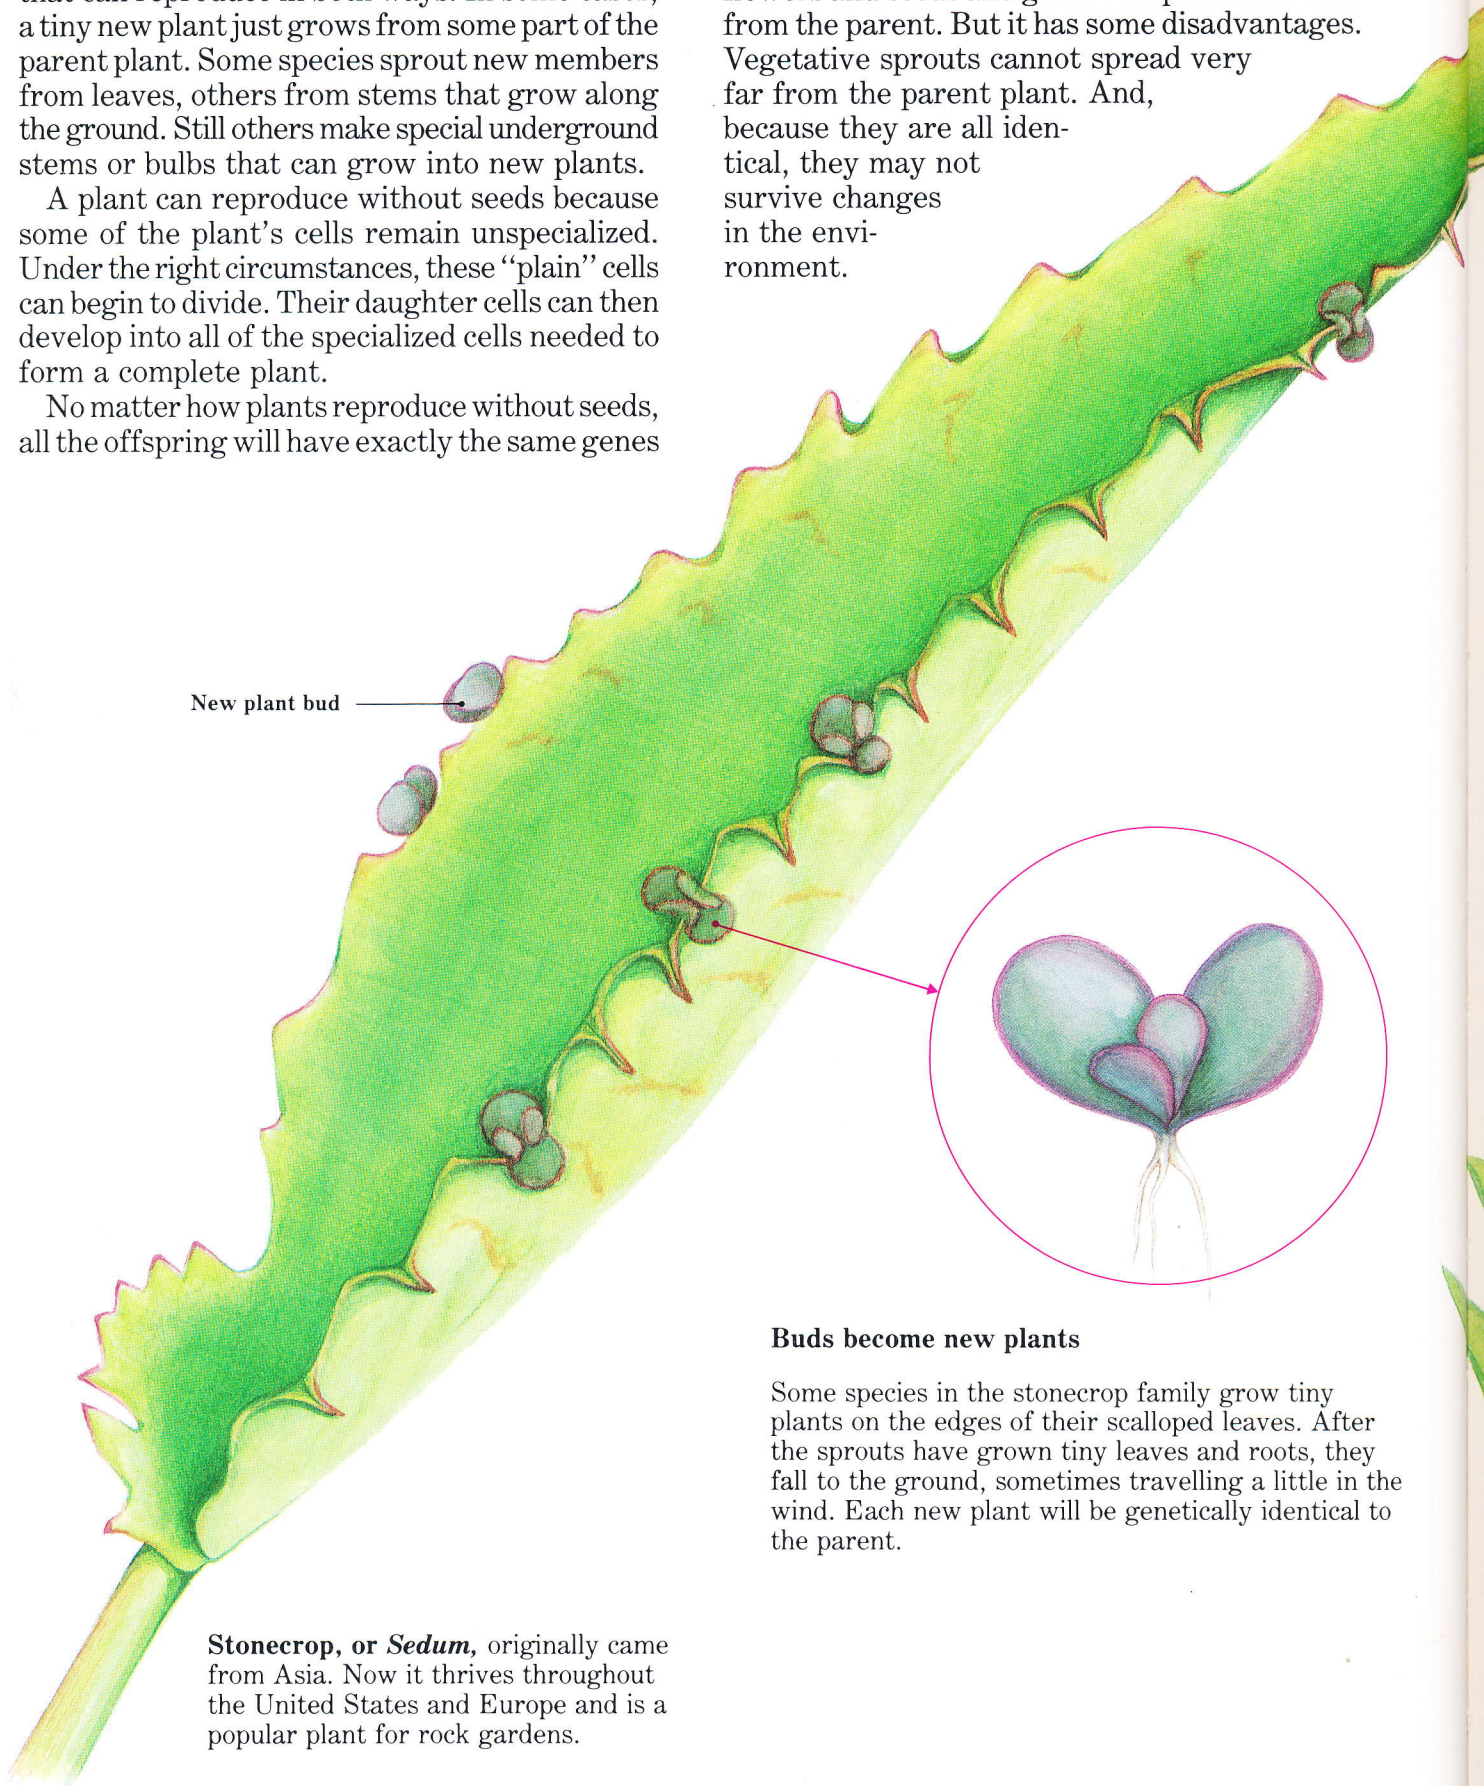 that can reproduce in both ways. In some cases,
a tiny new plant just grows from some part of the
parent plant. Some species sprout new members
from leaves, others from stems that grow along
the ground. Still others make special underground
stems or bulbs that can grow into new plants.
A plant can reproduce without seeds because
some of the plant's cells remain unspecialized.
Under the right circumstances, these “plain” cells
can begin to divide. Their daughter cells can then
develop into all of the specialized cells needed to
form a complete plant.
No matter how plants reproduce without seeds,
all the offspring will have exactly the same genes
from the parent. But it has some disadvantages.
Vegetative sprouts cannot spread very
far from the parent plant. And,
because they are all iden-
tical, they may not
survive changes
in the envi-
ronment.
New plant bud
Buds become new plants
Some species in the stonecrop family grow tiny
plants on the edges of their scalloped leaves. After
the sprouts have grown tiny leaves and roots, they
fall to the ground, sometimes travelling a little in the
wind. Each new plant will be genetically identical to
the parent.
Stonecrop, or Sedum, originally came
from Asia. Now it thrives throughout
the United States and Europe and is a
popular plant for rock gardens.